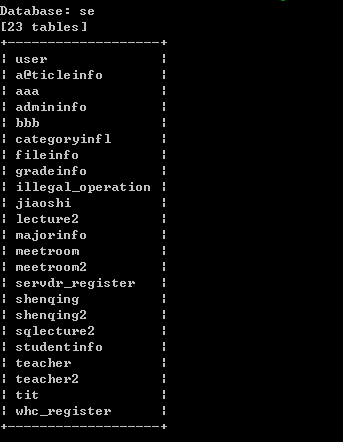 Database: se
[23 tables]
+-------------------+
¦ user ¦
¦ a@ticleinfo ¦
¦ aaa ¦
¦ admininfo ¦
¦ bbb ¦
¦ categoryinfl ¦
¦ fileinfo ¦
¦ gradeinfo ¦
¦ illegal_operation ¦
¦ jiaoshi ¦
¦ lecture2 ¦
¦ majorinfo ¦
¦ meetroom ¦
¦ meetroom2 ¦
¦ servdr_register ¦
¦ shenqing ¦
¦ shenqing2 ¦
¦ sqlecture2 ¦
¦ studentinfo ¦
¦ teacher ¦
¦ teacher2 ¦
¦ tit ¦
¦ whc_register ¦
+-------------------+